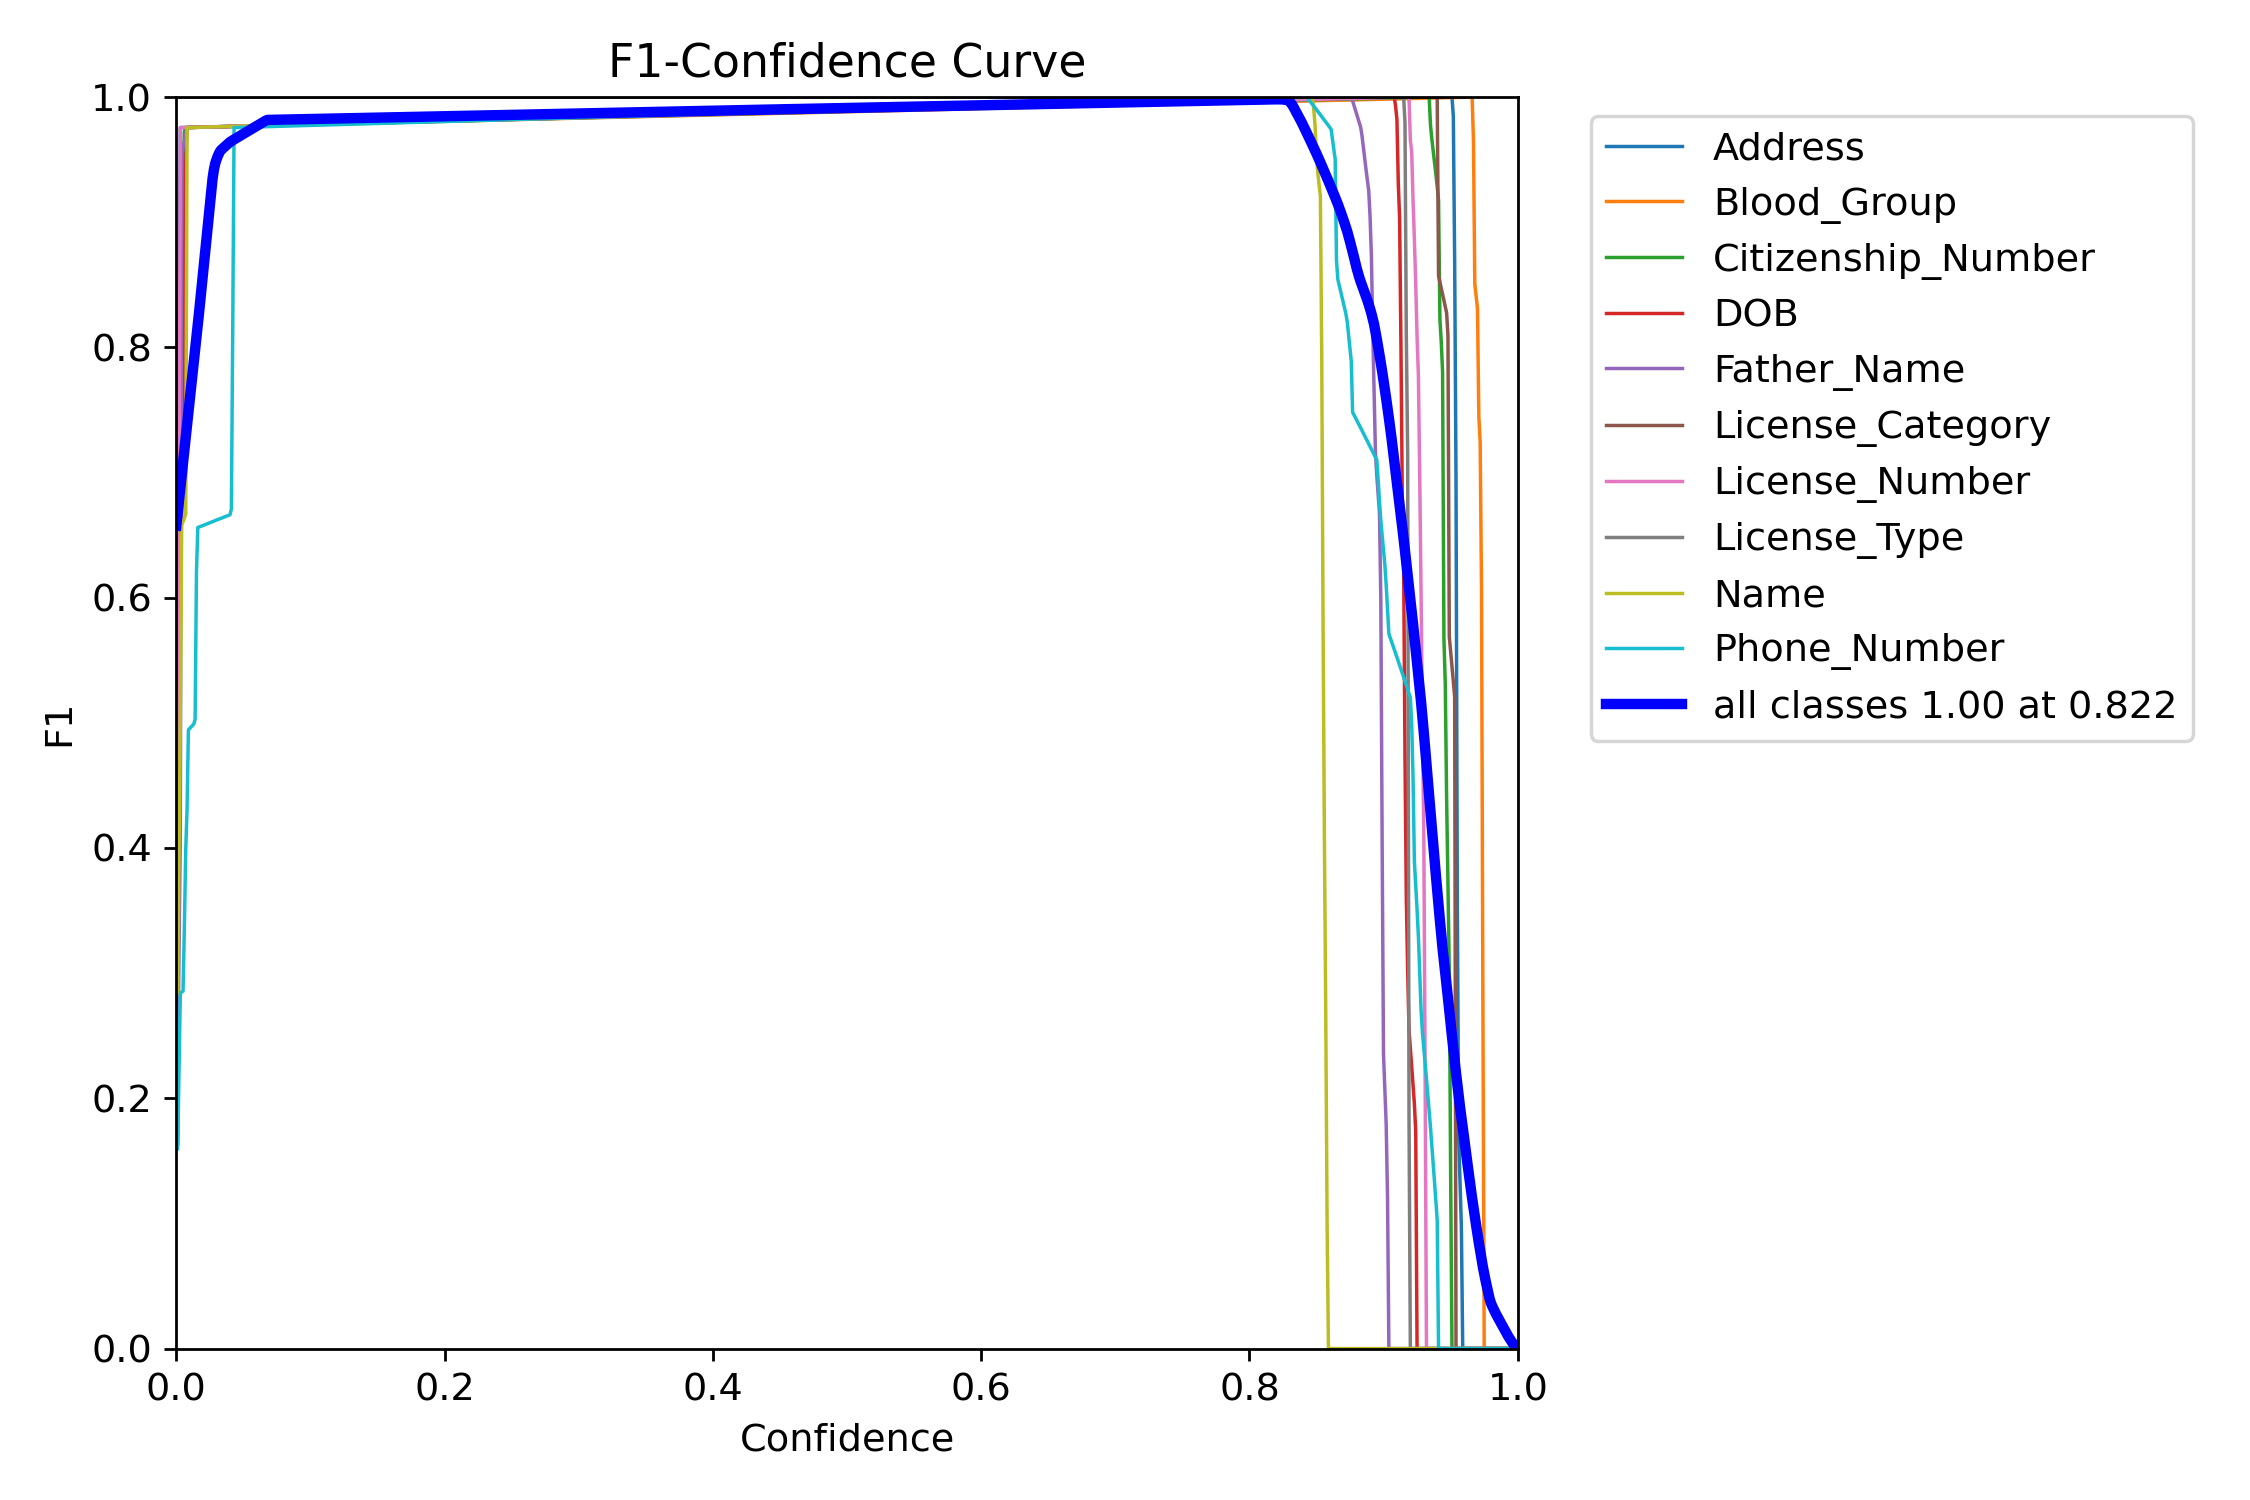 F1-Confidence Curve
1.0
0.8
0.6
0.4
0.2
0.0
F1
0.0 0.2 0.4 0.6 0.8 1.0
Confidence
Address
Blood_Group
Citizenship_Number
DOB
Father_Name
License_Category
License_Number
License_Type
Name
Phone_Number
all classes 1.00 at 0.822